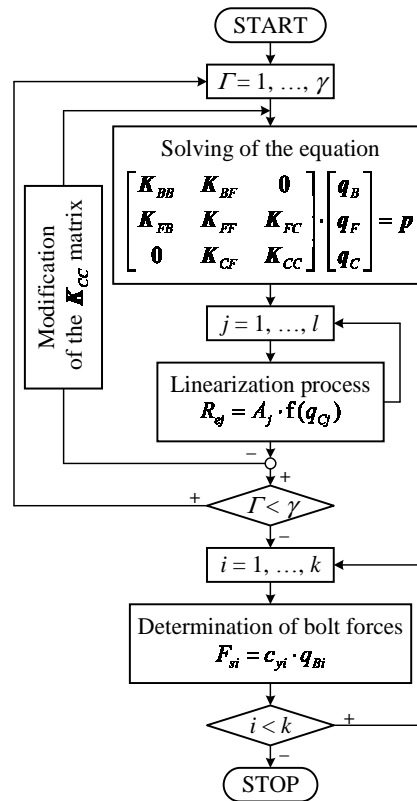 START
Γ = 1, …, γ
Solving of the equation
[K_BB K_BF 0] [q_B]
[K_FB K_FF K_FC] · [q_F] = p
[0 K_CF K_CC] [q_C]
Modification
of the K_CC matrix
j = 1, …, l
Linearization process
R_ej = A_j · f(q_Cj)
–
+
+
Γ < γ
–
i = 1, …, k
Determination of bolt forces
F_si = c_yi · q_Bi
i < k
+
–
STOP